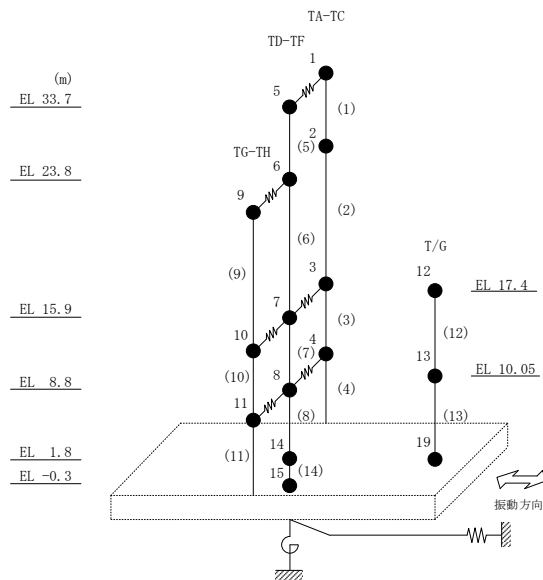 TA-TC
TD-TF
(m)
1
5
EL 33.7
(1)
2
TG-TH
(5)
6
EL 23.8
9
(2)
T/G
(6)
(9)
3
12
EL 17.4
7
EL 15.9
(3)
10
4
(12)
(7)
13
(10)
8
EL 10.05
EL 8.8
(4)
11
(8)
(13)
(11)
14
19
EL 1.8
15
(14)
EL -0.3
振動方向